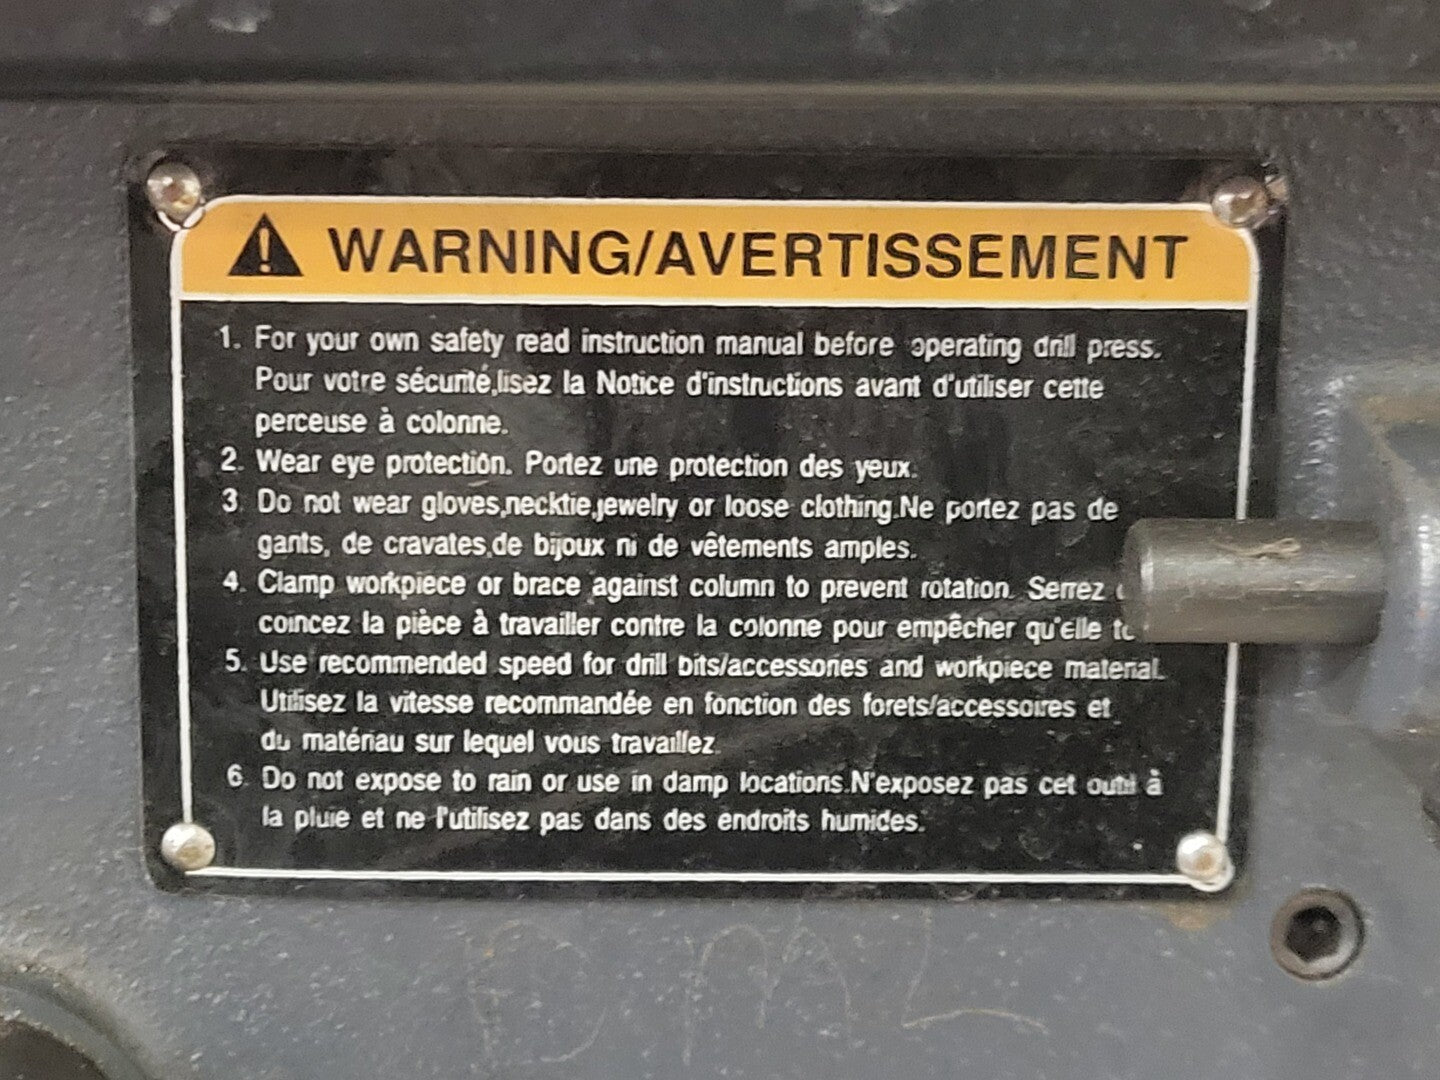 WARNING/AVERTISSEMENT
1. For your own safety read instruction manual before operating drill press.
Pour votre sécurité,lisez la Notice d'instructions avant d'utiliser cette
perceuse à colonne.
2. Wear eye protection. Portez une protection des yeux.
3. Do not wear gloves,necktie,jewelry or loose clothing.Ne portez pas de
gants, de cravates,de bijoux ni de vêtements amples.
4. Clamp workpiece or brace against column to prevent rotation. Serrez
coincez la pièce à travailler contre la colonne pour empêcher qu'elle
5. Use recommended speed for drill bits/accessories and workpiece material.
Utilisez la vitesse recommandée en fonction des forets/accessoires et
du matériau sur lequel vous travaillez.
6. Do not expose to rain or use in damp locations.N'exposez pas cet outil à
la pluie et ne l'utilisez pas dans des endroits humides.